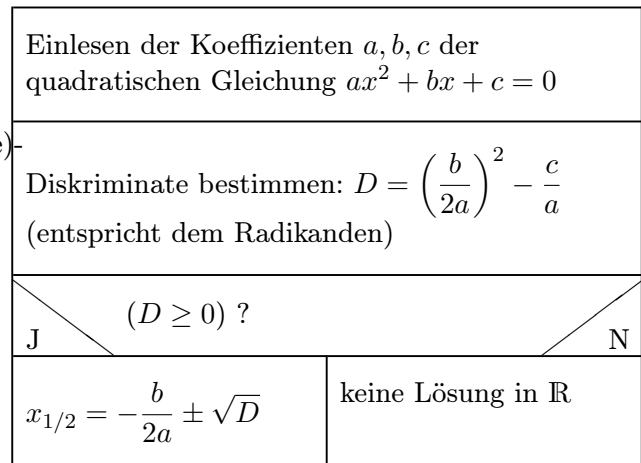 Einlesen der Koeffizienten a, b, c der
quadratischen Gleichung ax² + bx + c = 0
e)-
Diskriminate bestimmen: D = (b/2a)² − c/a
(entspricht dem Radikanden)
(D ≥ 0) ?
J N
x₁/₂ = −b/2a ± √D
keine Lösung in ℝ